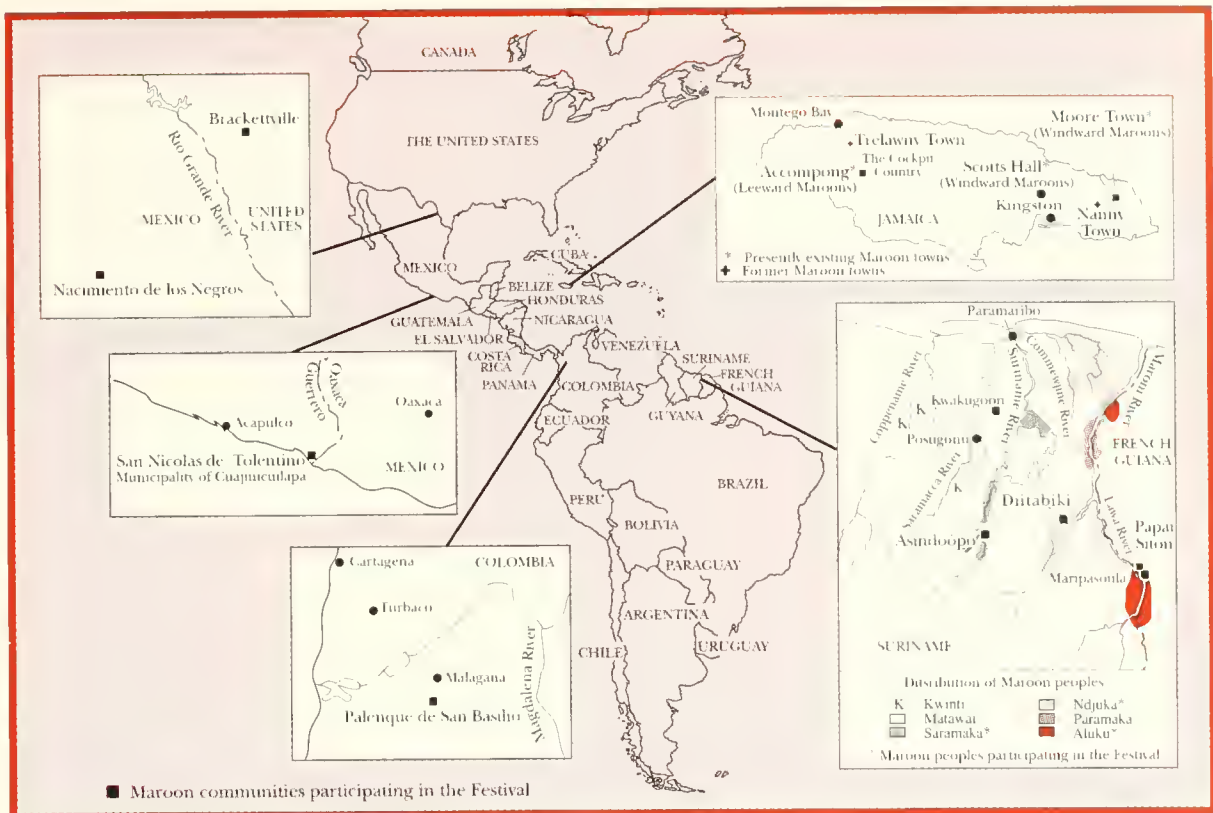 CANADA
THE UNITED STATES
MEXICO
CUBA
BELIZE
HONDURAS
GUATEMALA
NICARAGUA
EL SALVADOR
COSTA
RICA
PANAMA
VENEZUELA
COLOMBIA
SURINAME
FRENCH
GUIANA
GUYANA
ECUADOR
PERU
BRAZIL
BOLIVIA
PARAGUAY
ARGENTINA
URUGUAY
CHILE
Brackettville
Rio Grande River
MEXICO
UNITED
STATES
Nacimiento de los Negros
Oaxaca
Guerrero
Oaxaca
Acapulco
San Nicolas de Tolentino
Municipality of Cuajinicuilapa
MEXICO
Cartagena
COLOMBIA
Turbaco
Malagana
Palenque de San Basilio
Magdalena River
Montego Bay
Moore Town*
(Windward Maroons)
Trelawny Town
The Cockpit
Country
Accompong*
(Leeward Maroons)
Scotts Hall*
(Windward Maroons)
Kingston
JAMAICA
Nanny
Town
* Presently existing Maroon towns
✚ Former Maroon towns
Paramaribo
Coppename River
Suriname River
Commewijne River
Maroni River
Kwakugoon
K
K
Posugonu
FRENCH
GUIANA
Saramacca River
K
Diitabiki
Lawa River
Asindoópo
Papai
Siton
Maripasoula
SURINAME
Distribution of Maroon peoples
K Kwinti
Matawai
Saramaka*
Ndjuka*
Paramaka
Aluku*
* Maroon peoples participating in the Festival
■ Maroon communities participating in the Festival